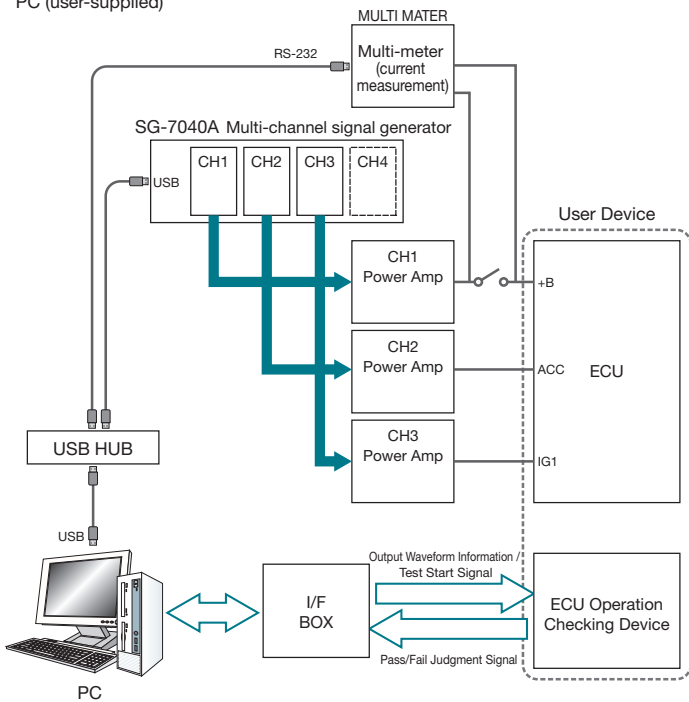 PC (user-supplied)
MULTI MATER
RS-232
Multi-meter
(current
measurement)
SG-7040A Multi-channel signal generator
USB
CH1
CH2
CH3
CH4
User Device
CH1
Power Amp
+B
CH2
Power Amp
ACC
ECU
CH3
Power Amp
IG1
USB HUB
USB
Output Waveform Information /
Test Start Signal
I/F
BOX
ECU Operation
Checking Device
Pass/Fail Judgment Signal
PC